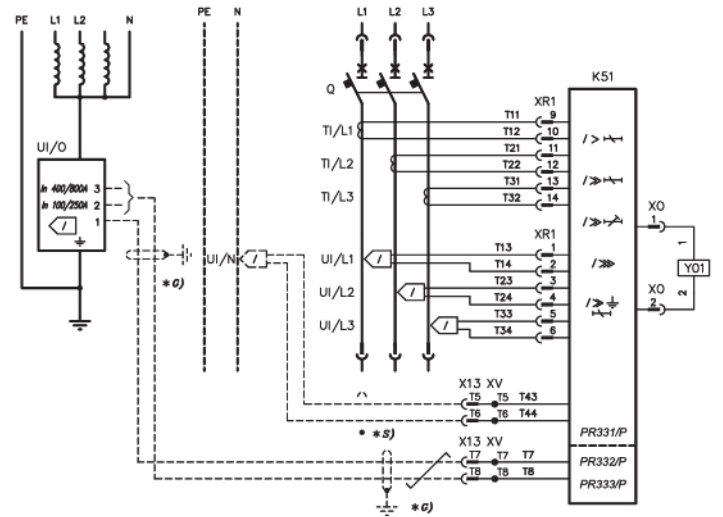 PE L1 L2 N PE N L1 L2 L3
K51
Q
XR1
T11 9
TI/L1 T12 10
T21 11
TI/L2 T22 12
T31 13
TI/L3 T32 14
UI/O
In 400/800A 3
In 100/250A 2
1
I
* G)
UI/N I
XR1
UI/L1 I T13 1
T14 2
UI/L2 I T23 3
T24 4
UI/L3 I T33 5
T34 6
I >
I ≫
I ≫
I ⋙
I ≫
XO
1
1
YO1
2
XO
2
X13 XV
T5 T5 T43
T6 T6 T44
* S)
PR331/P
X13 XV
T7 T7 T7
T8 T8 T8
PR332/P
PR333/P
* G)